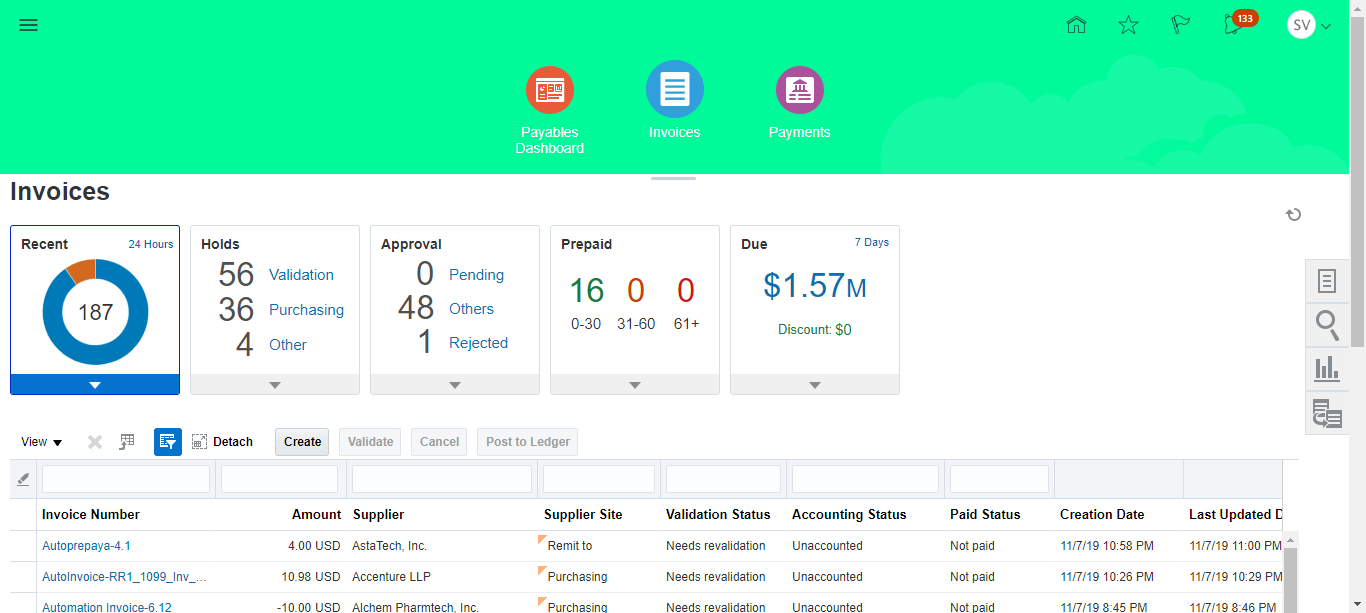 133
SV
Payables
Dashboard
Invoices
Payments
Invoices
Recent 24 Hours
187
Holds
56 Validation
36 Purchasing
4 Other
Approval
0 Pending
48 Others
1 Rejected
Prepaid
16 0 0
0-30 31-60 61+
Due 7 Days
$1.57M
Discount: $0
View Detach Create Validate Cancel Post to Ledger
Invoice Number Amount Supplier Supplier Site Validation Status Accounting Status Paid Status Creation Date Last Updated D
Autoprepaya-4.1 4.00 USD AstaTech, Inc. Remit to Needs revalidation Unaccounted Not paid 11/7/19 10:58 PM 11/7/19 11:00 PM
AutoInvoice-RR1_1099_Inv_... 10.98 USD Accenture LLP Purchasing Needs revalidation Unaccounted Not paid 11/7/19 10:26 PM 11/7/19 10:29 PM
Automation Invoice-6.12 -10.00 USD Alchem Pharmtech, Inc. Purchasing Needs revalidation Unaccounted Not paid 11/7/19 8:45 PM 11/7/19 8:46 PM